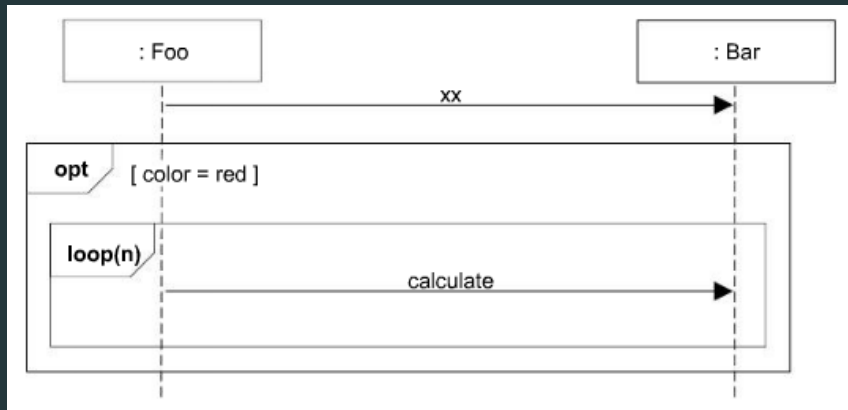 : Foo
: Bar
xx
opt
[ color = red ]
loop(n)
calculate